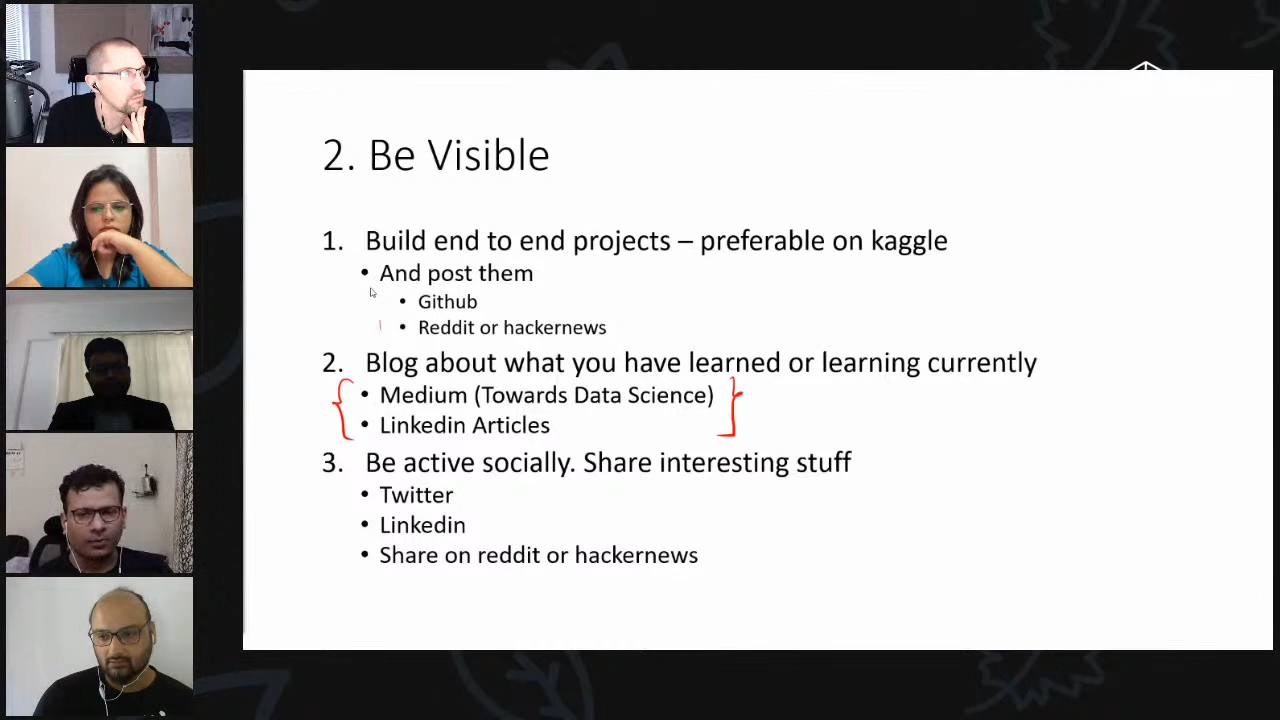 2. Be Visible
1. Build end to end projects – preferable on kaggle
• And post them
• Github
• Reddit or hackernews
2. Blog about what you have learned or learning currently
• Medium (Towards Data Science)
• Linkedin Articles
3. Be active socially. Share interesting stuff
• Twitter
• Linkedin
• Share on reddit or hackernews